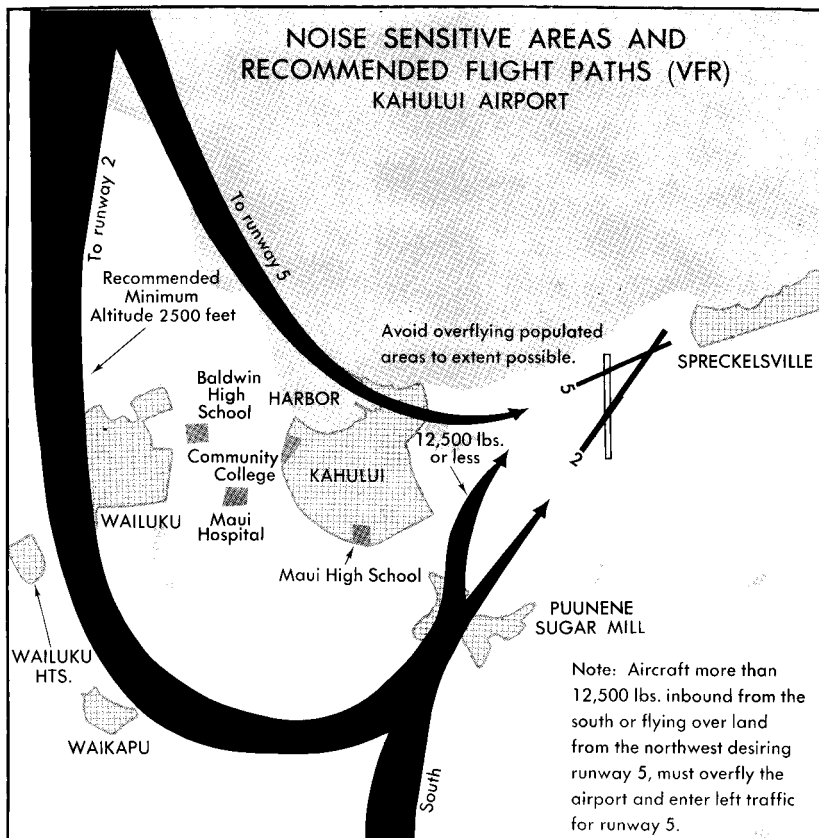 NOISE SENSITIVE AREAS AND
RECOMMENDED FLIGHT PATHS (VFR)
KAHULUI AIRPORT
To runway 2
To runway 5
Recommended
Minimum
Altitude 2500 feet
Avoid overflying populated
areas to extent possible.
SPRECKELSVILLE
5
2
Baldwin
High
School
HARBOR
12,500 lbs.
or less
Community
College
KAHULUI
WAILUKU
Maui
Hospital
Maui High School
PUUNENE
SUGAR MILL
WAILUKU
HTS.
WAIKAPU
South
Note: Aircraft more than
12,500 lbs. inbound from the
south or flying over land
from the northwest desiring
runway 5, must overfly the
airport and enter left traffic
for runway 5.